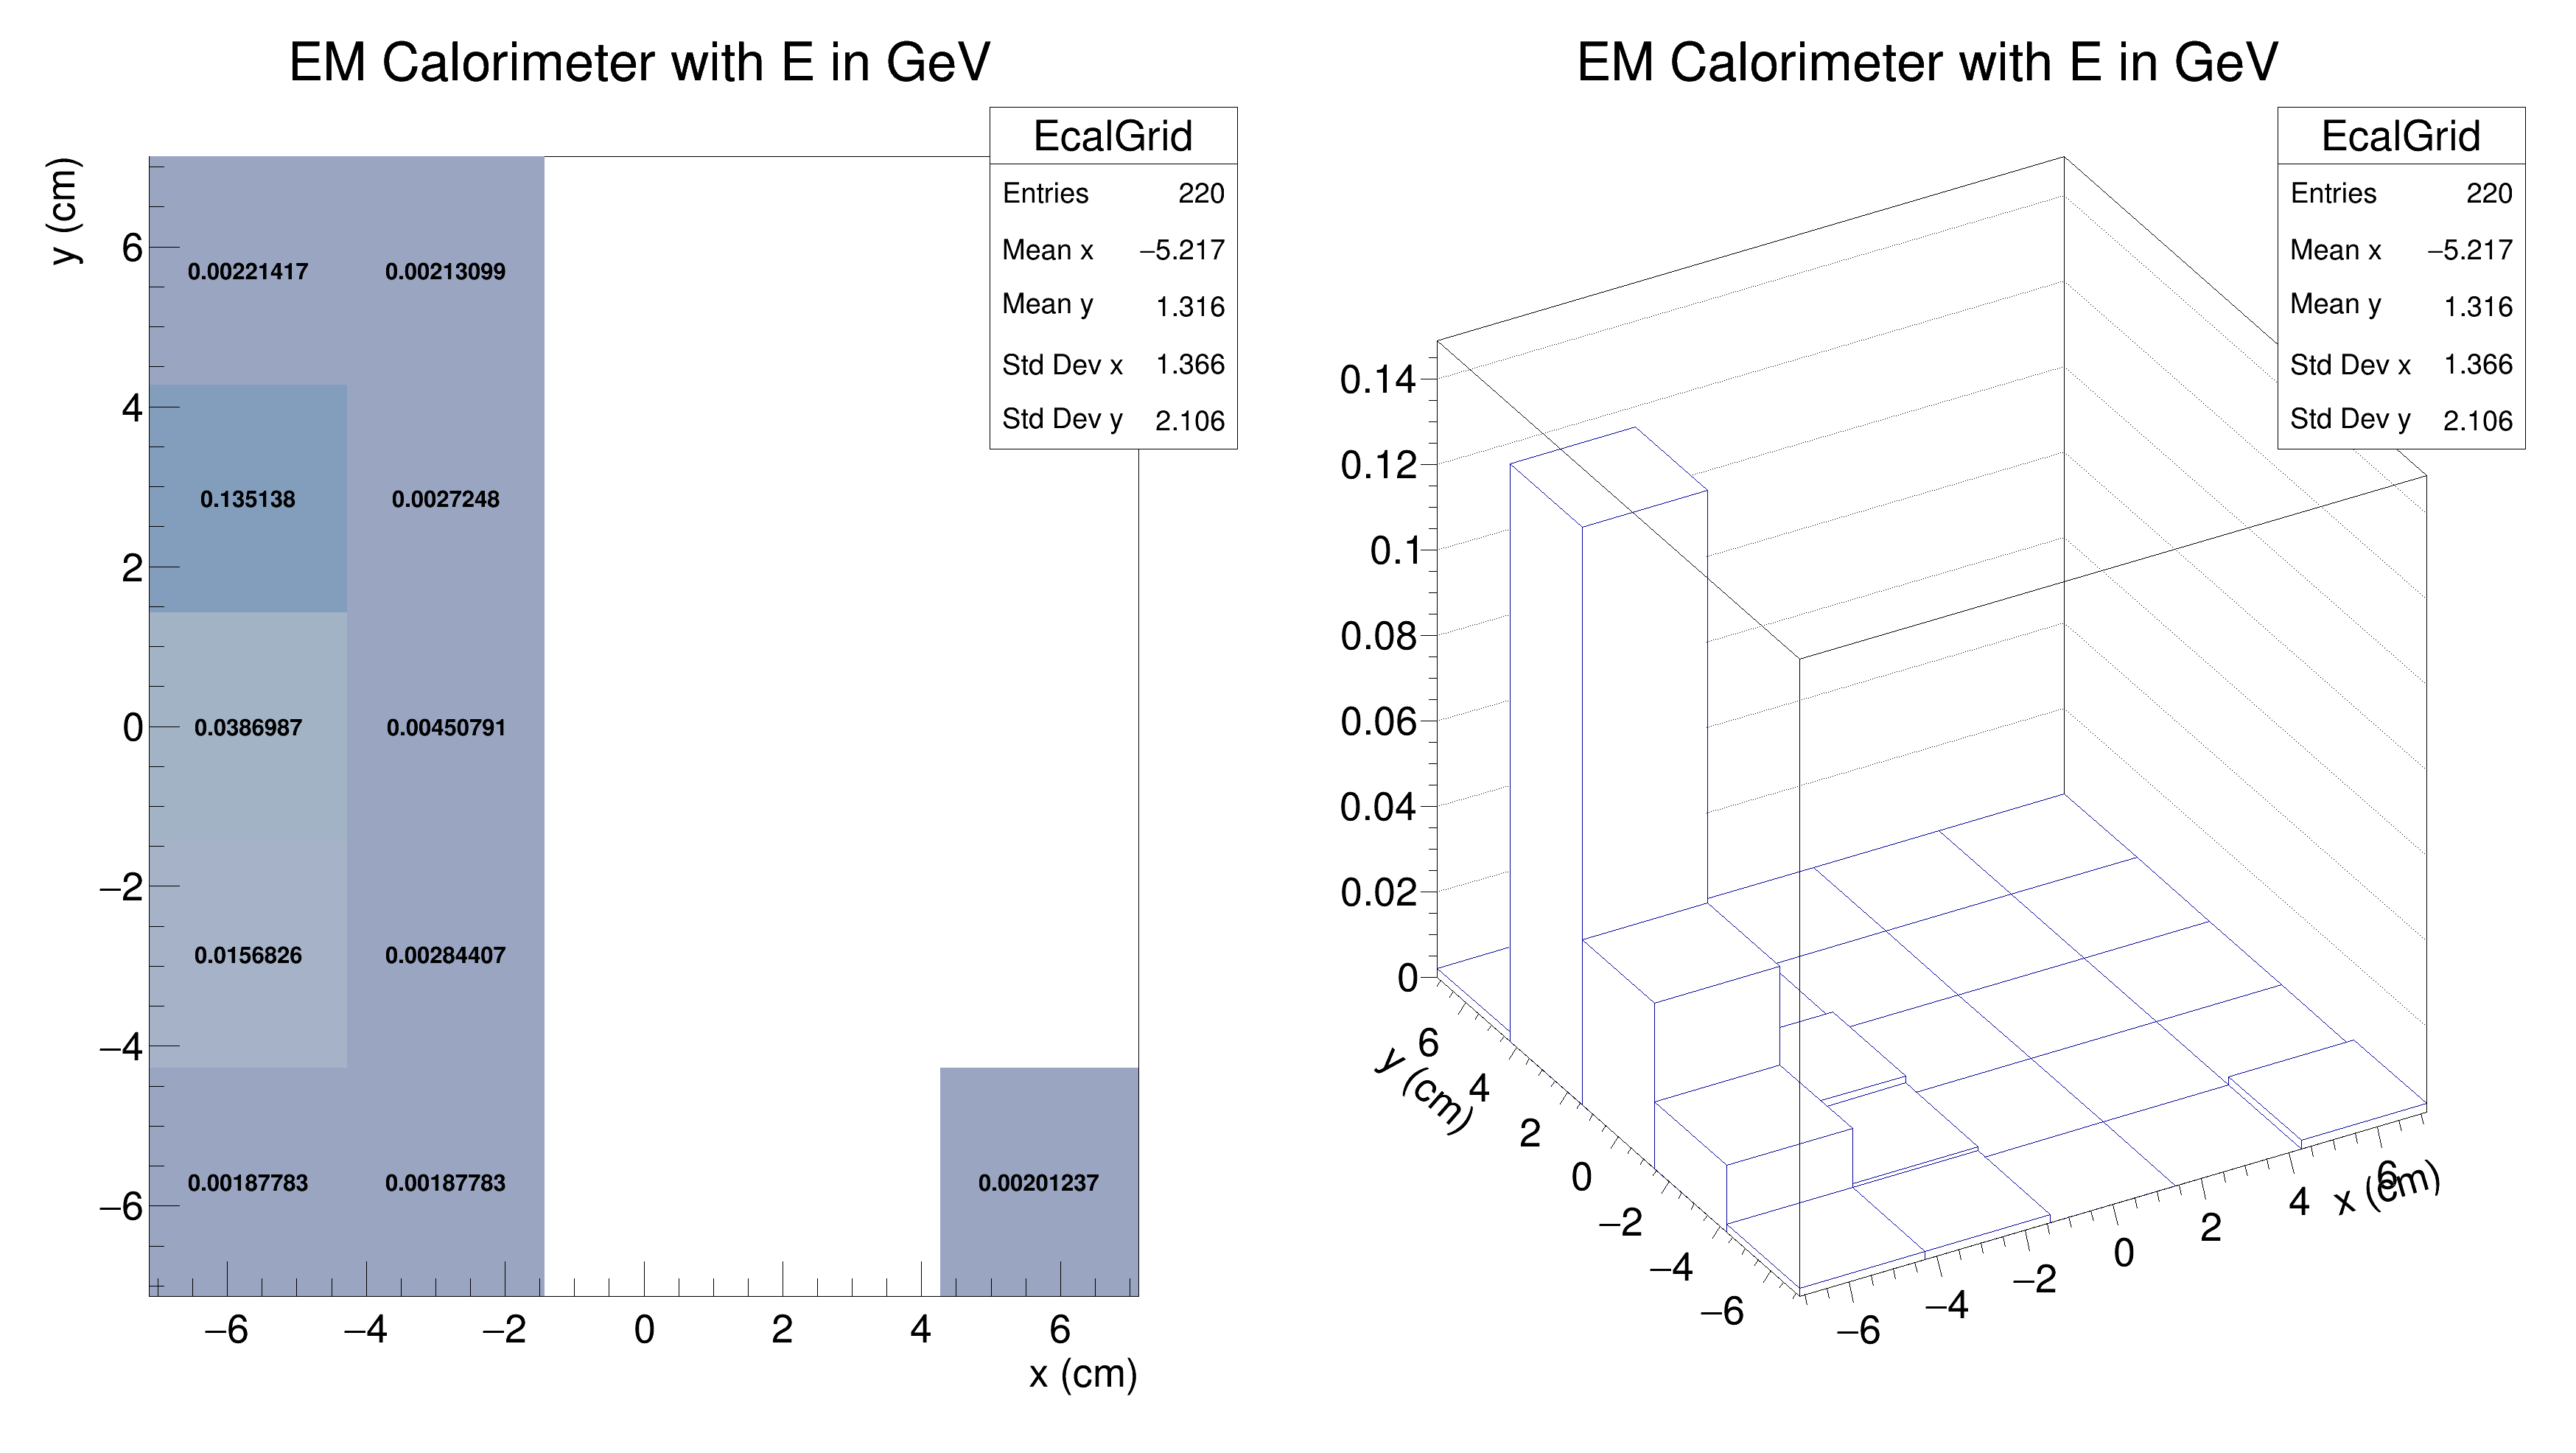 EM Calorimeter with E in GeV
EcalGrid
Entries 220
Mean x −5.217
Mean y 1.316
Std Dev x 1.366
Std Dev y 2.106
y (cm)
6
4
2
0
−2
−4
−6
0.00221417 0.00213099
0.135138 0.0027248
0.0386987 0.00450791
0.0156826 0.00284407
0.00187783 0.00187783 0.00201237
−6 −4 −2 0 2 4 6
x (cm)
EM Calorimeter with E in GeV
EcalGrid
Entries 220
Mean x −5.217
Mean y 1.316
Std Dev x 1.366
Std Dev y 2.106
0.14
0.12
0.1
0.08
0.06
0.04
0.02
0
y (cm)
6
4
2
0
−2
−4
−6
−6 −4 −2 0 2 4 6
x (cm)